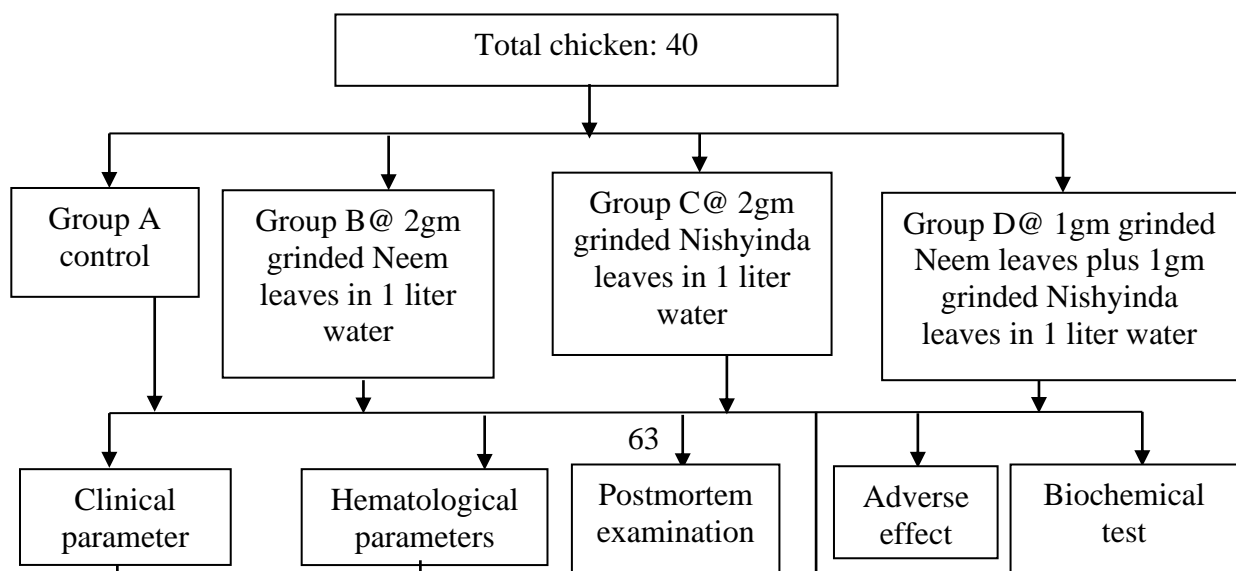 Total chicken: 40
Group A
control
Group B@ 2gm
grinded Neem
leaves in 1 liter
water
Group C@ 2gm
grinded Nishyinda
leaves in 1 liter
water
Group D@ 1gm grinded
Neem leaves plus 1gm
grinded Nishyinda
leaves in 1 liter water
63
Clinical
parameter
Hematological
parameters
Postmortem
examination
Adverse
effect
Biochemical
test